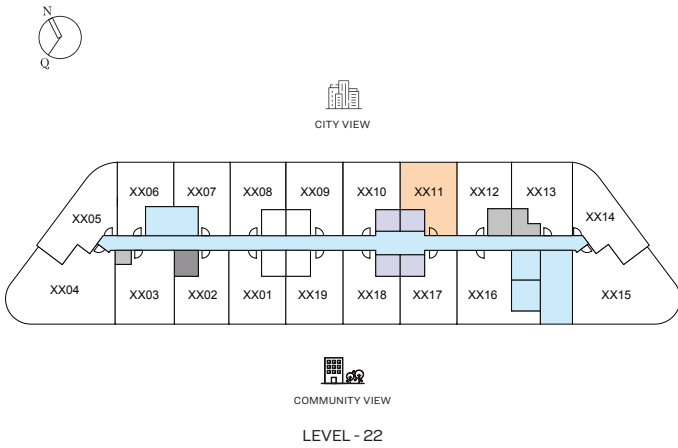 N
Q
CITY VIEW
XX06 XX07 XX08 XX09 XX10 XX11 XX12 XX13
XX05 XX14
XX04 XX03 XX02 XX01 XX19 XX18 XX17 XX16 XX15
COMMUNITY VIEW
LEVEL - 22